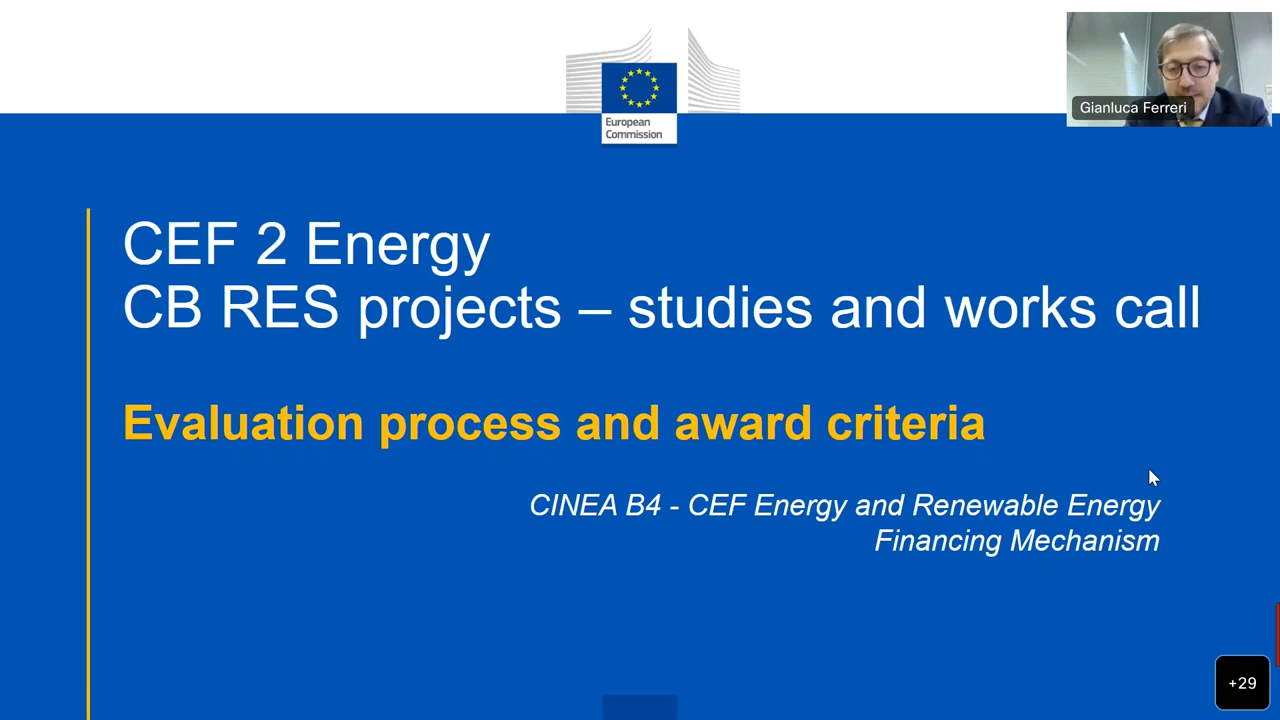 European
Commission
Gianluca Ferreri
CEF 2 Energy
CB RES projects – studies and works call
Evaluation process and award criteria
CINEA B4 - CEF Energy and Renewable Energy
Financing Mechanism
+29